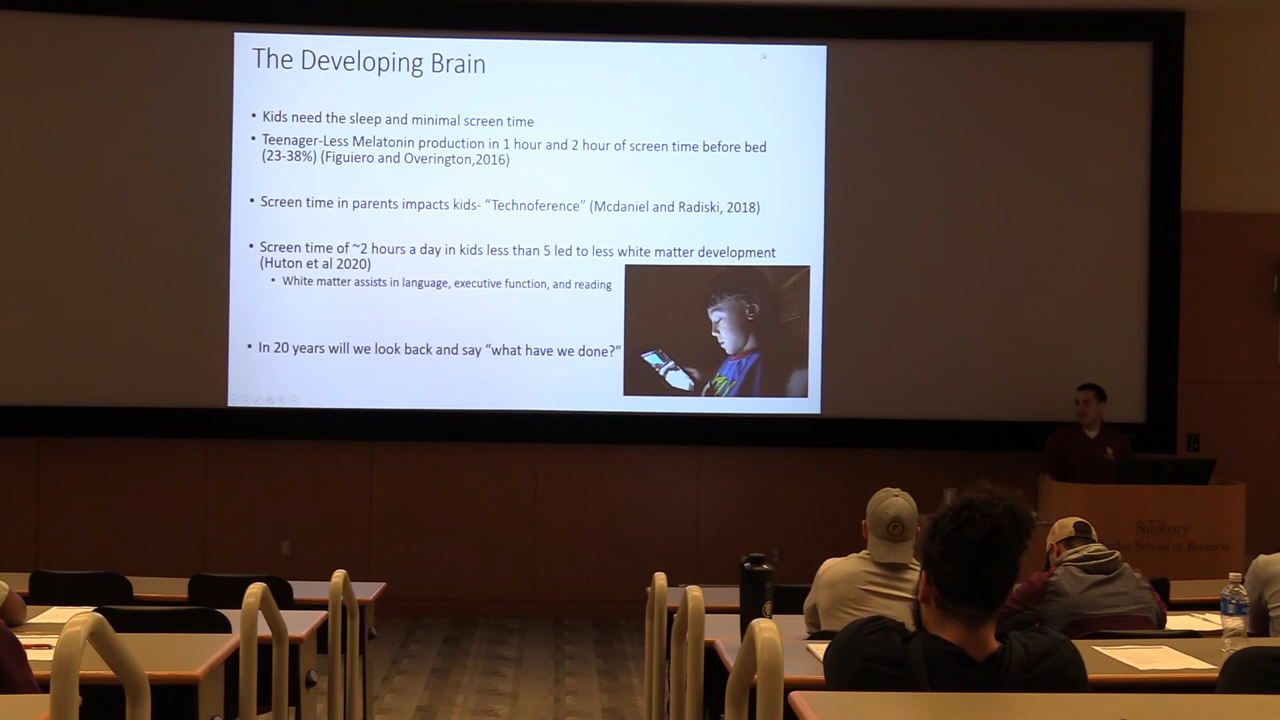 The Developing Brain
• Kids need the sleep and minimal screen time
• Teenager-Less Melatonin production in 1 hour and 2 hour of screen time before bed
(23-38%) (Figuiero and Overington,2016)
• Screen time in parents impacts kids- “Technoference” (Mcdaniel and Radiski, 2018)
• Screen time of ~2 hours a day in kids less than 5 led to less white matter development
(Huton et al 2020)
• White matter assists in language, executive function, and reading
• In 20 years will we look back and say “what have we done?”
Salisbury
School of Business